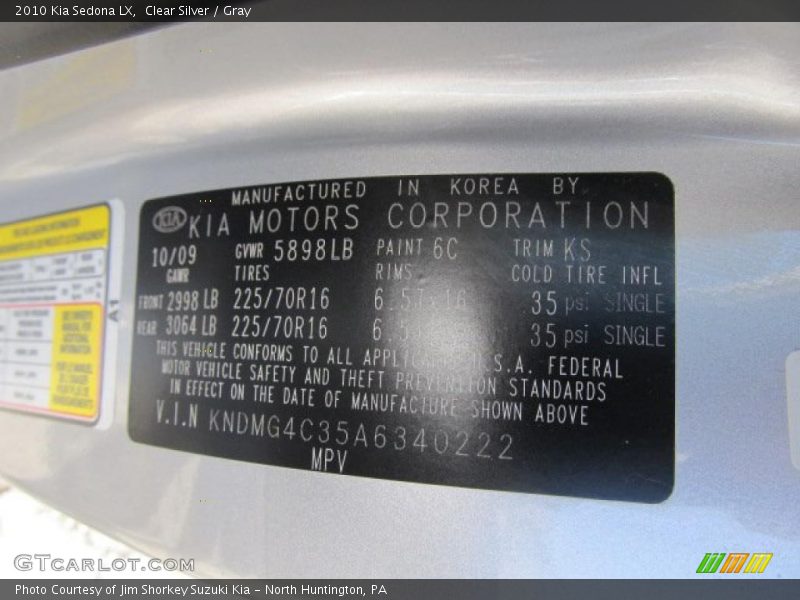 2010 Kia Sedona LX, Clear Silver / Gray
MANUFACTURED IN KOREA BY
KIA KIA MOTORS CORPORATION
10/09 GVWR 5898LB PAINT 6C TRIM KS
GAWR TIRES RIMS COLD TIRE INFL
FRONT 2998 LB 225/70R16 35 psi SINGLE
REAR 3064 LB 225/70R16 35 psi SINGLE
THIS VEHICLE CONFORMS TO ALL S.A. FEDERAL
MOTOR VEHICLE SAFETY AND THEFT PREVENTION STANDARDS
IN EFFECT ON THE DATE OF MANUFACTURE SHOWN ABOVE
V.I.N KNDMG4C35A6340222
MPV
GTCARLOT.COM
Photo Courtesy of Jim Shorkey Suzuki Kia – North Huntington, PA